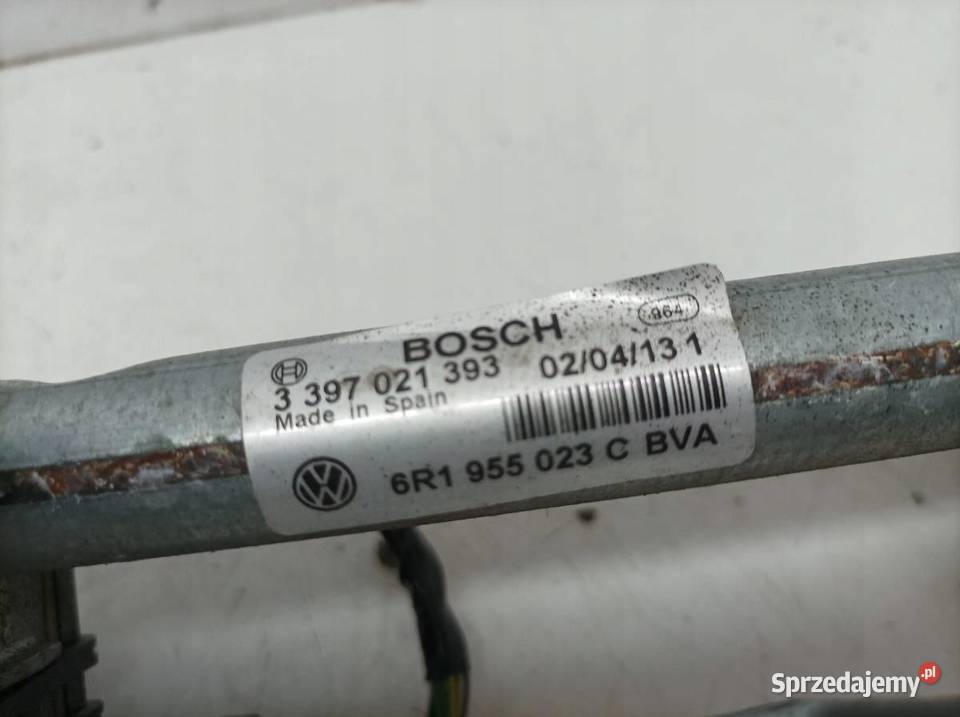 964
BOSCH
3 397 021 393 02/04/13 1
Made in Spain
6R1 955 023 C BVA
Sprzedajemy.pl